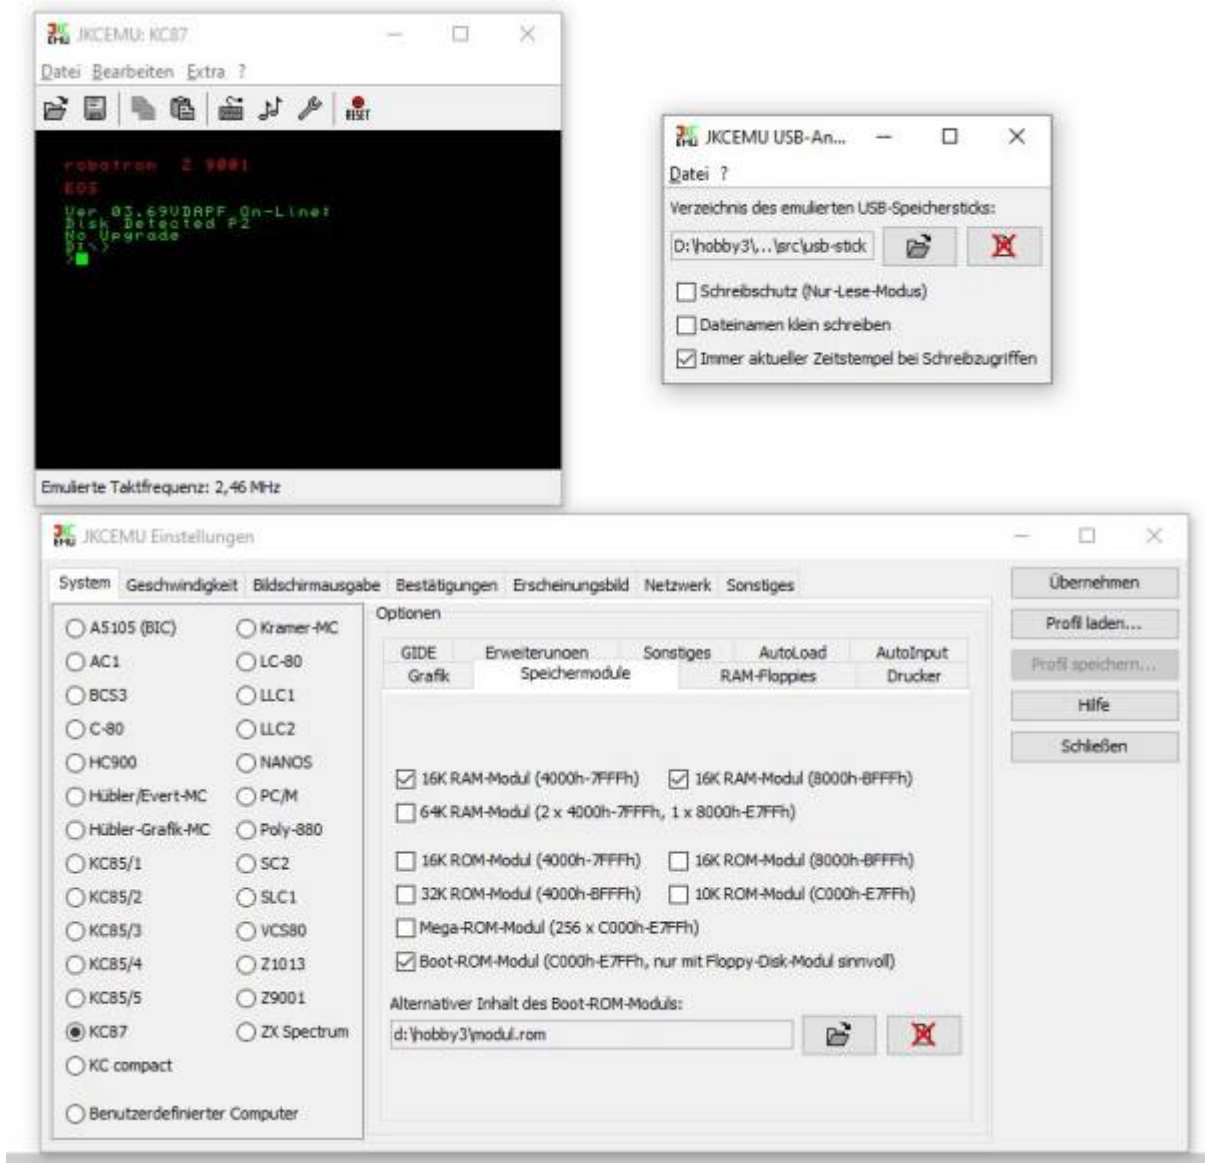 JKCEMU: KC87
Datei Bearbeiten Extra ?
RESET
robotron Z 9001
EOS
Ver 03.69VDAPF On-Line:
Disk Detected P2
No Upgrade
D:\>
>
Emulierte Taktfrequenz: 2,46 MHz
JKCEMU USB-An...
Datei ?
Verzeichnis des emulierten USB-Speichersticks:
D:\hobby3\...\src\usb-stick
Schreibschutz (Nur-Lese-Modus)
Dateinamen klein schreiben
Immer aktueller Zeitstempel bei Schreibzugriffen
JKCEMU Einstellungen
System Geschwindigkeit Bildschirmausgabe Bestätigungen Erscheinungsbild Netzwerk Sonstiges
A5105 (BIC) Kramer-MC
AC1 LC-80
BCS3 LLC1
C-80 LLC2
HC900 NANOS
Hübler/Evert-MC PC/M
Hübler-Grafik-MC Poly-880
KC85/1 SC2
KC85/2 SLC1
KC85/3 VCS80
KC85/4 Z1013
KC85/5 Z9001
KC87 ZX Spectrum
KC compact
Benutzerdefinierter Computer
Optionen
GIDE Erweiterungen Sonstiges AutoLoad AutoInput
Grafik Speichermodule RAM-Floppies Drucker
16K RAM-Modul (4000h-7FFFh) 16K RAM-Modul (8000h-BFFFh)
64K RAM-Modul (2 x 4000h-7FFFh, 1 x 8000h-E7FFh)
16K ROM-Modul (4000h-7FFFh) 16K ROM-Modul (8000h-BFFFh)
32K ROM-Modul (4000h-BFFFh) 10K ROM-Modul (C000h-E7FFh)
Mega-ROM-Modul (256 x C000h-E7FFh)
Boot-ROM-Modul (C000h-E7FFh, nur mit Floppy-Disk-Modul sinnvoll)
Alternativer Inhalt des Boot-ROM-Moduls:
d:\hobby3\modul.rom
Übernehmen
Profil laden...
Profil speichern...
Hilfe
Schließen